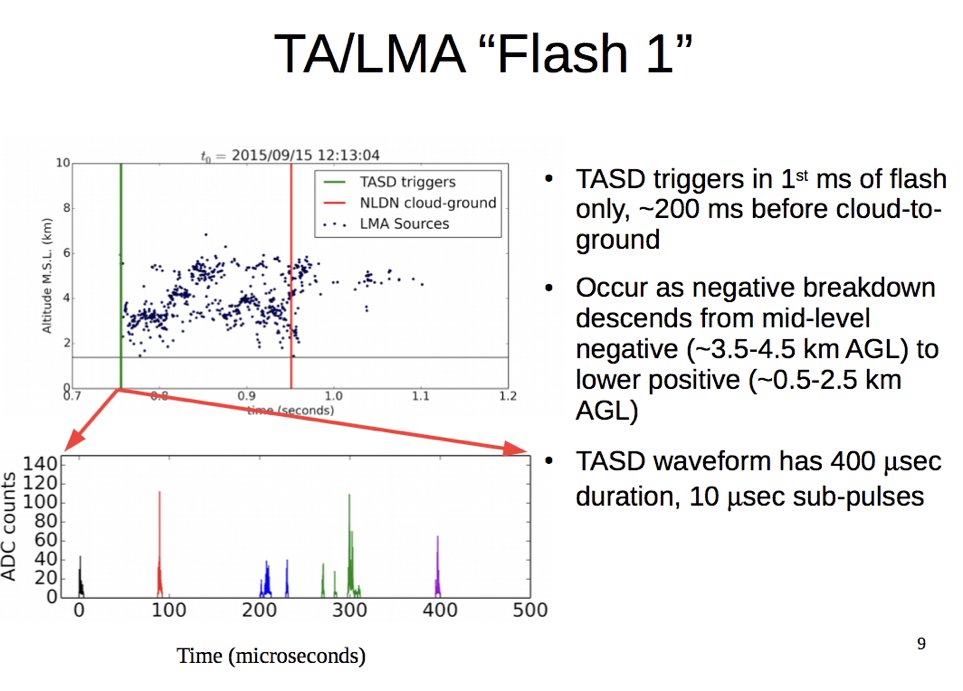 TA/LMA “Flash 1”
t₀ = 2015/09/15 12:13:04
10
8
6
4
2
0
Altitude M.S.L. (km)
TASD triggers
NLDN cloud-ground
LMA Sources
0.7 0.8 0.9 1.0 1.1 1.2
time (seconds)
140
120
100
80
60
40
20
0
ADC counts
0 100 200 300 400 500
Time (microseconds)
• TASD triggers in 1st ms of flash
only, ~200 ms before cloud-to-
ground
• Occur as negative breakdown
descends from mid-level
negative (~3.5-4.5 km AGL) to
lower positive (~0.5-2.5 km
AGL)
• TASD waveform has 400 μsec
duration, 10 μsec sub-pulses
9